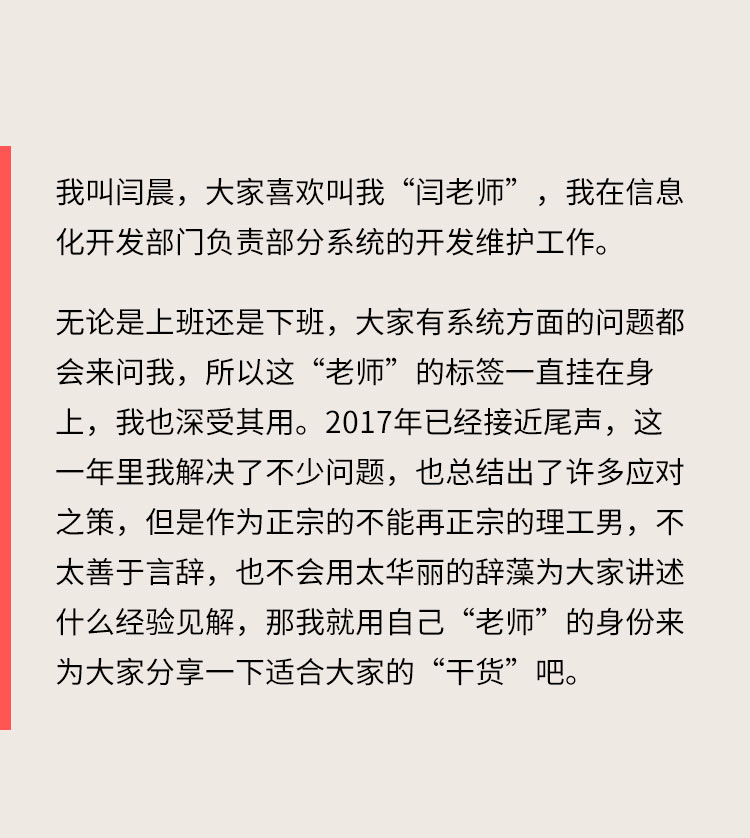 我叫闫晨，大家喜欢叫我“闫老师”，我在信息
化开发部门负责部分系统的开发维护工作。
无论是上班还是下班，大家有系统方面的问题都
会来问我，所以这“老师”的标签一直挂在身
上，我也深受其用。2017年已经接近尾声，这
一年里我解决了不少问题，也总结出了许多应对
之策，但是作为正宗的不能再正宗的理工男，不
太善于言辞，也不会用太华丽的辞藻为大家讲述
什么经验见解，那我就用自己“老师”的身份来
为大家分享一下适合大家的“干货”吧。